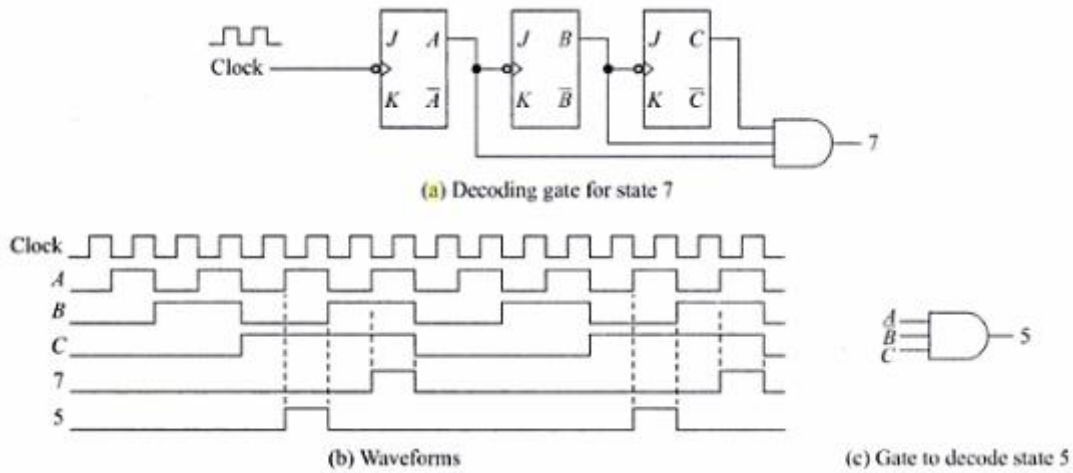 J A J B J C
Clock
K A̅ K B̅ K C̅
7
(a) Decoding gate for state 7
Clock
A
B
C
7
5
A
B̅
C
5
(b) Waveforms
(c) Gate to decode state 5